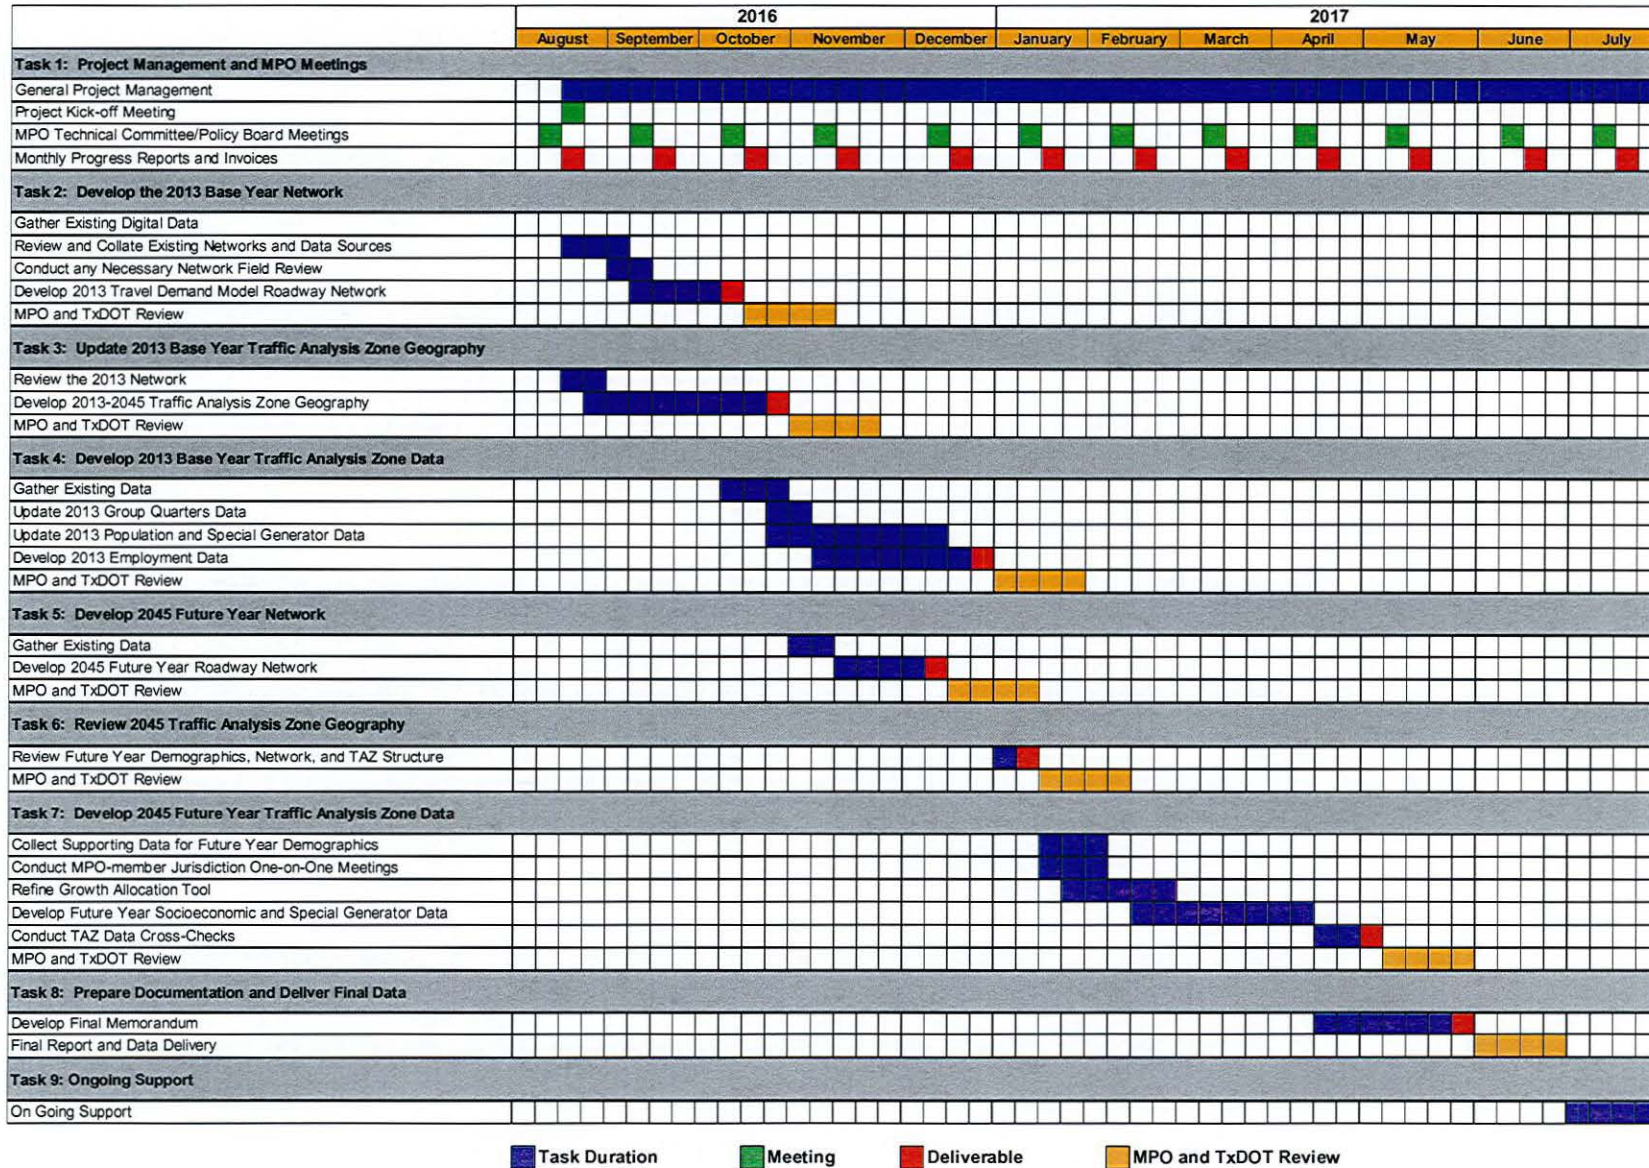 2016 2017
August September October November December January February March April May June July
Task 1: Project Management and MPO Meetings
General Project Management
Project Kick-off Meeting
MPO Technical Committee/Policy Board Meetings
Monthly Progress Reports and Invoices
Task 2: Develop the 2013 Base Year Network
Gather Existing Digital Data
Review and Collate Existing Networks and Data Sources
Conduct any Necessary Network Field Review
Develop 2013 Travel Demand Model Roadway Network
MPO and TxDOT Review
Task 3: Update 2013 Base Year Traffic Analysis Zone Geography
Review the 2013 Network
Develop 2013-2045 Traffic Analysis Zone Geography
MPO and TxDOT Review
Task 4: Develop 2013 Base Year Traffic Analysis Zone Data
Gather Existing Data
Update 2013 Group Quarters Data
Update 2013 Population and Special Generator Data
Develop 2013 Employment Data
MPO and TxDOT Review
Task 5: Develop 2045 Future Year Network
Gather Existing Data
Develop 2045 Future Year Roadway Network
MPO and TxDOT Review
Task 6: Review 2045 Traffic Analysis Zone Geography
Review Future Year Demographics, Network, and TAZ Structure
MPO and TxDOT Review
Task 7: Develop 2045 Future Year Traffic Analysis Zone Data
Collect Supporting Data for Future Year Demographics
Conduct MPO-member Jurisdiction One-on-One Meetings
Refine Growth Allocation Tool
Develop Future Year Socioeconomic and Special Generator Data
Conduct TAZ Data Cross-Checks
MPO and TxDOT Review
Task 8: Prepare Documentation and Deliver Final Data
Develop Final Memorandum
Final Report and Data Delivery
Task 9: Ongoing Support
On Going Support
Task Duration Meeting Deliverable MPO and TxDOT Review